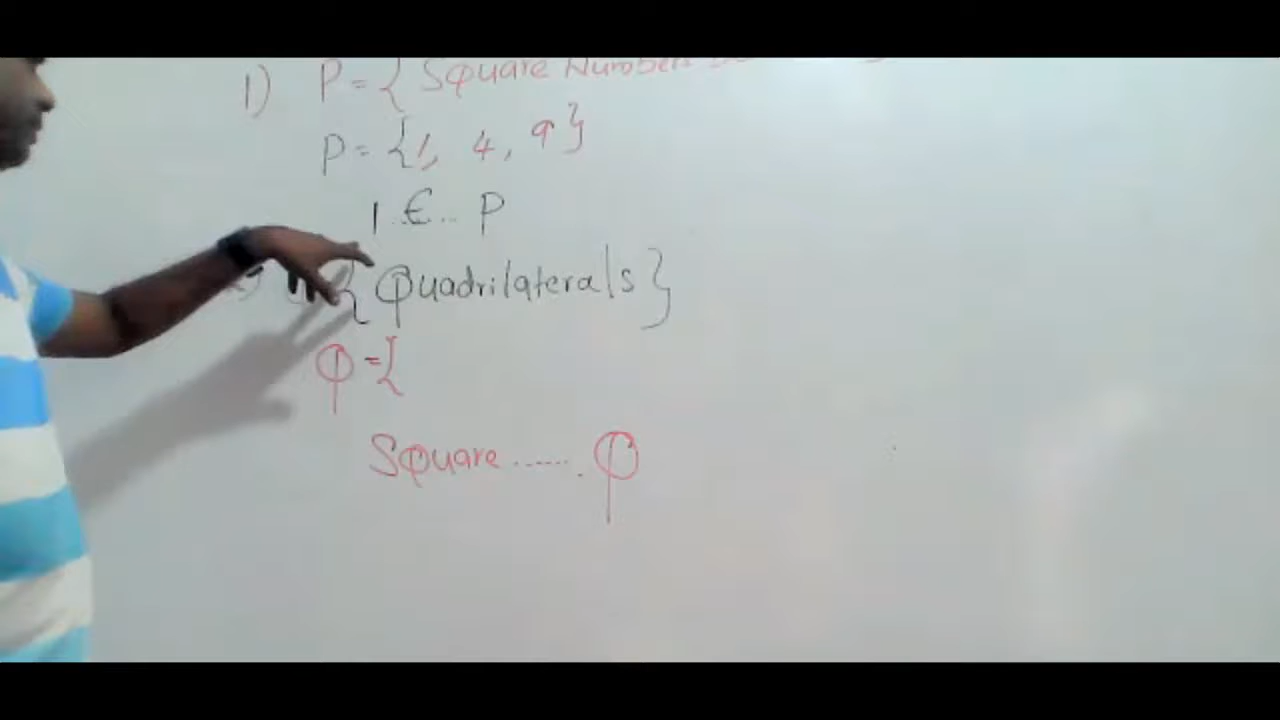 1) P = { Square Numbers
P = {1, 4, 9}
1 .∈... P
{ Quadrilaterals }
Q = {
Square ....... Q